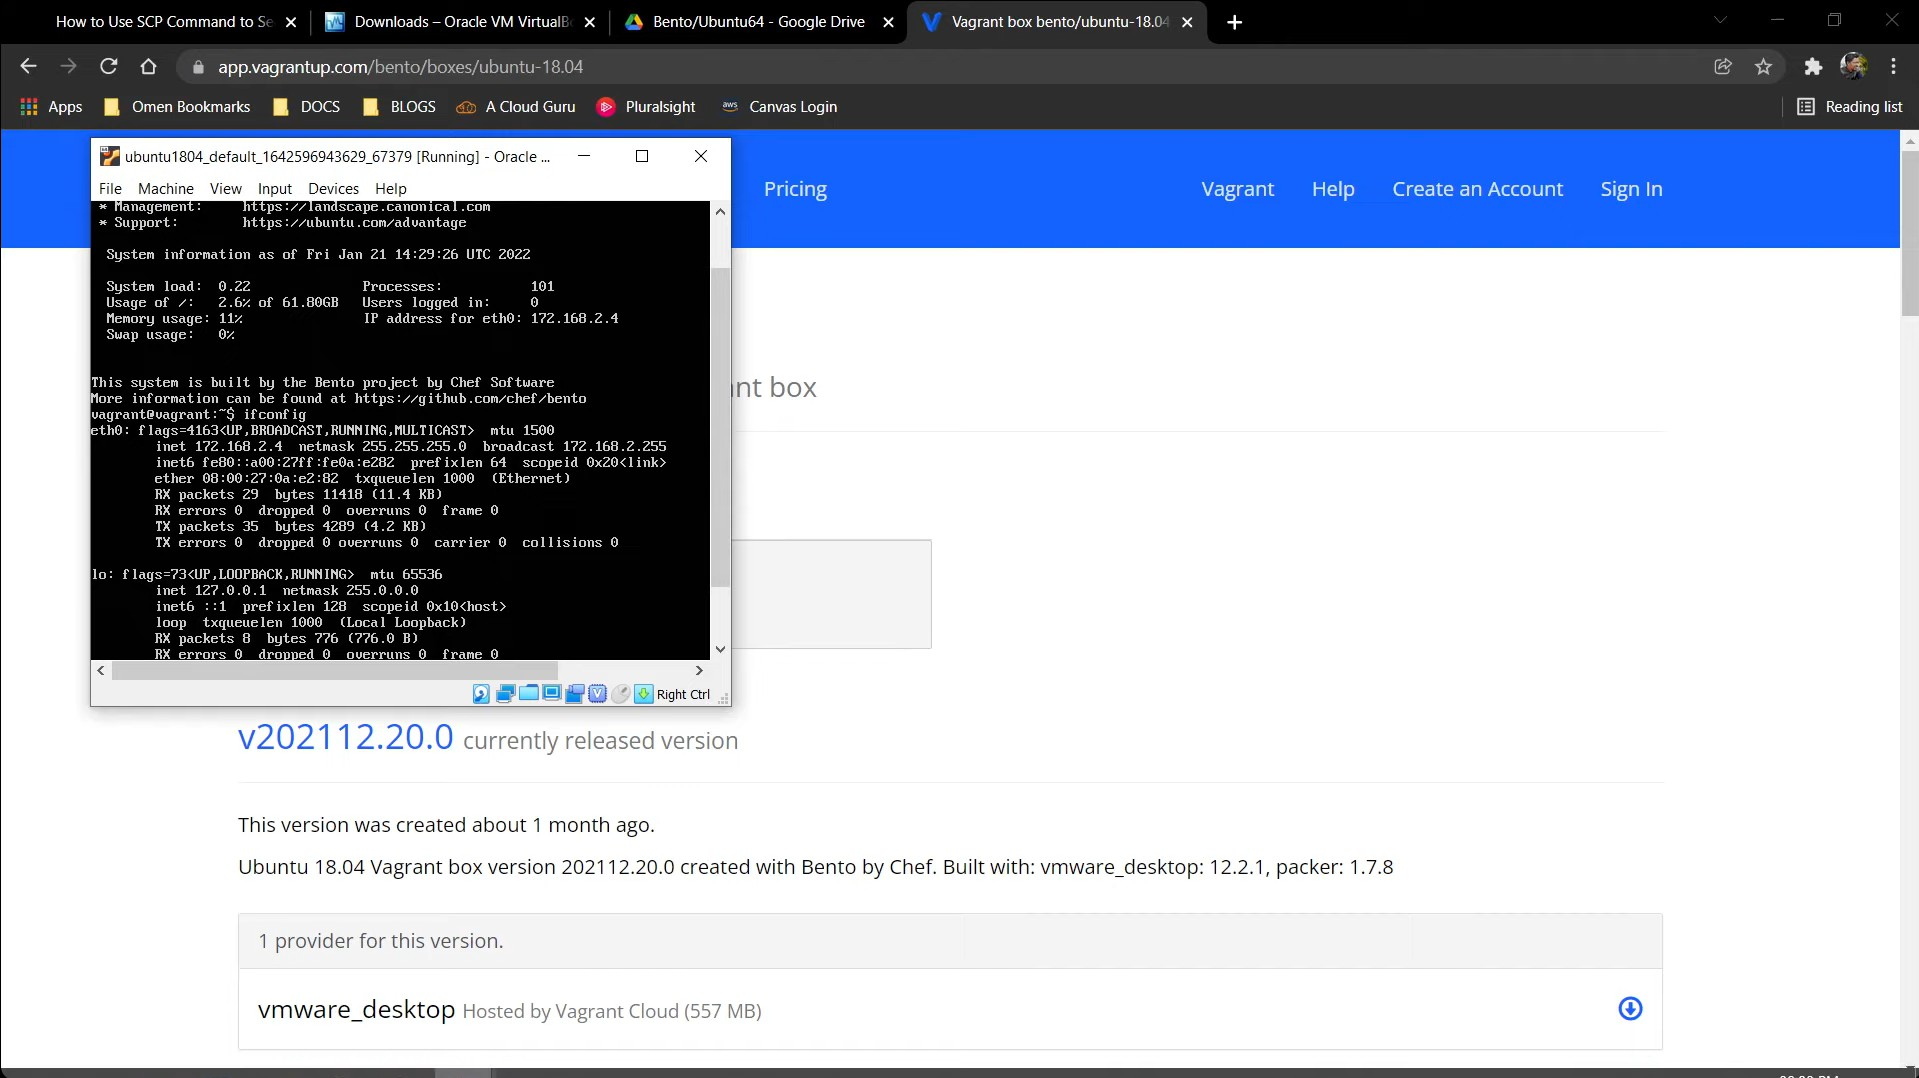 How to Use SCP Command to Se
Downloads – Oracle VM VirtualB
Bento/Ubuntu64 - Google Drive
Vagrant box bento/ubuntu-18.04
app.vagrantup.com/bento/boxes/ubuntu-18.04
Apps
Omen Bookmarks
DOCS
BLOGS
A Cloud Guru
Pluralsight
aws
Canvas Login
Reading list
ubuntu1804_default_1642596943629_67379 [Running] - Oracle ...
File Machine View Input Devices Help
Pricing
Vagrant
Help
Create an Account
Sign In
* Management: https://landscape.canonical.com
* Support: https://ubuntu.com/advantage
System information as of Fri Jan 21 14:29:26 UTC 2022
System load: 0.22 Processes: 101
Usage of /: 2.6% of 61.80GB Users logged in: 0
Memory usage: 11% IP address for eth0: 172.168.2.4
Swap usage: 0%
This system is built by the Bento project by Chef Software
More information can be found at https://github.com/chef/bento
vagrant@vagrant:~$ ifconfig
eth0: flags=4163<UP,BROADCAST,RUNNING,MULTICAST> mtu 1500
inet 172.168.2.4 netmask 255.255.255.0 broadcast 172.168.2.255
inet6 fe80::a00:27ff:fe0a:e282 prefixlen 64 scopeid 0x20<link>
ether 08:00:27:0a:e2:82 txqueuelen 1000 (Ethernet)
RX packets 29 bytes 11418 (11.4 KB)
RX errors 0 dropped 0 overruns 0 frame 0
TX packets 35 bytes 4289 (4.2 KB)
TX errors 0 dropped 0 overruns 0 carrier 0 collisions 0
lo: flags=73<UP,LOOPBACK,RUNNING> mtu 65536
inet 127.0.0.1 netmask 255.0.0.0
inet6 ::1 prefixlen 128 scopeid 0x10<host>
loop txqueuelen 1000 (Local Loopback)
RX packets 8 bytes 776 (776.0 B)
RX errors 0 dropped 0 overruns 0 frame 0
Right Ctrl
nt box
v202112.20.0 currently released version
This version was created about 1 month ago.
Ubuntu 18.04 Vagrant box version 202112.20.0 created with Bento by Chef. Built with: vmware_desktop: 12.2.1, packer: 1.7.8
1 provider for this version.
vmware_desktop Hosted by Vagrant Cloud (557 MB)